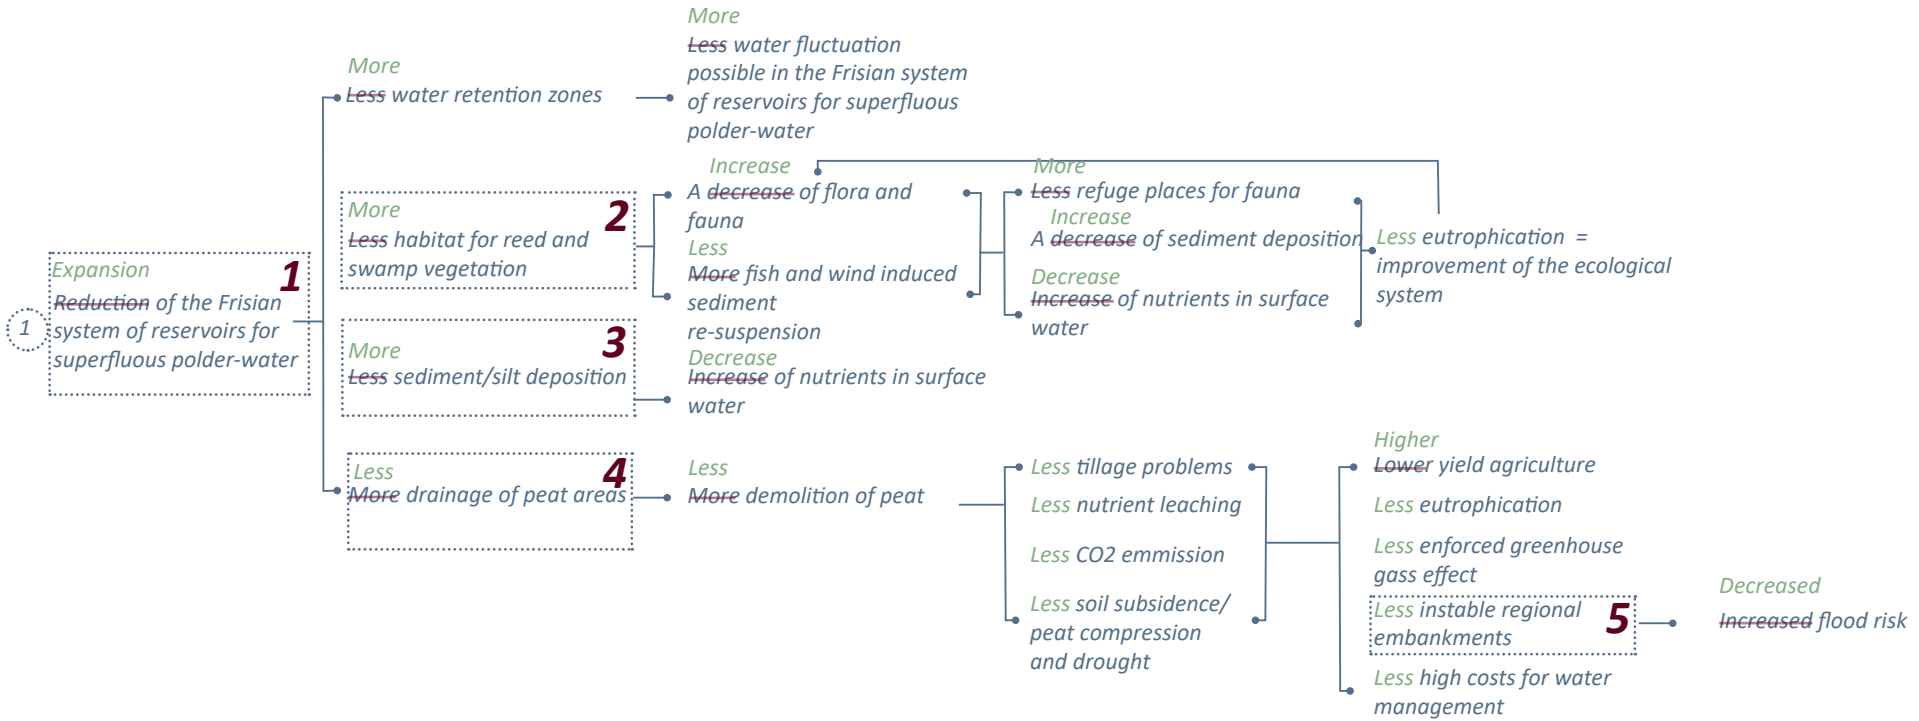 More
Less water fluctuation
possible in the Frisian system
of reservoirs for superfluous
polder-water
More
Less water retention zones
Increase
A decrease of flora and
fauna
Less
More fish and wind induced
sediment
re-suspension
More
Less refuge places for fauna
Increase
A decrease of sediment deposition
Decrease
Increase of nutrients in surface
water
Less eutrophication =
improvement of the ecological
system
More
2
Less habitat for reed and
swamp vegetation
Expansion
1
Reduction of the Frisian
system of reservoirs for
superfluous polder-water
1
More
3
Less sediment/silt deposition
Decrease
Increase of nutrients in surface
water
Less
4
More drainage of peat areas
Less
More demolition of peat
Less tillage problems
Less nutrient leaching
Less CO2 emmission
Less soil subsidence/
peat compression
and drought
Higher
Lower yield agriculture
Less eutrophication
Less enforced greenhouse
gass effect
Less instable regional
embankments
5
Less high costs for water
management
Decreased
Increased flood risk